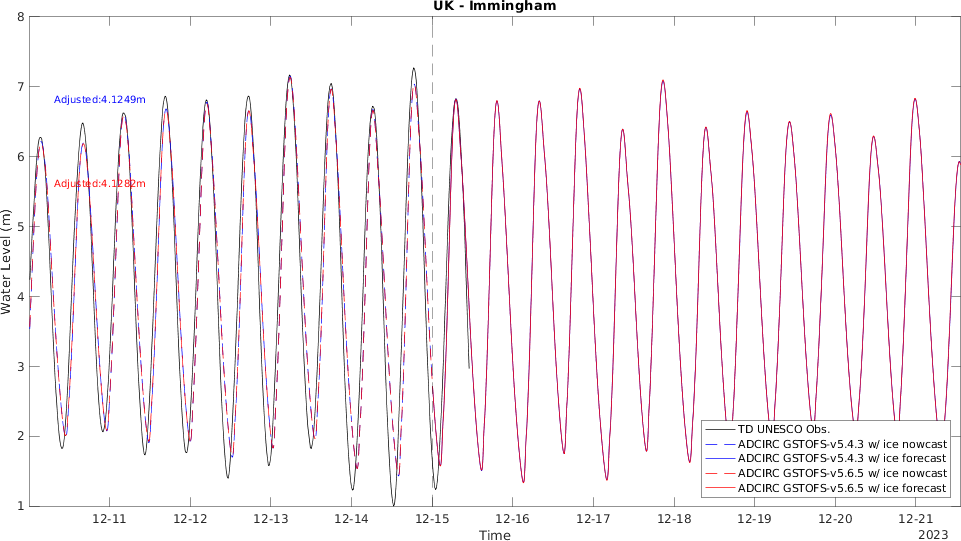 UK - Immingham
8
7
6
5
4
3
2
1
Water Level (m)
Adjusted:4.1249m
Adjusted:4.1282m
TD UNESCO Obs.
ADCIRC GSTOFS-v5.4.3 w/ ice nowcast
ADCIRC GSTOFS-v5.4.3 w/ ice forecast
ADCIRC GSTOFS-v5.6.5 w/ ice nowcast
ADCIRC GSTOFS-v5.6.5 w/ ice forecast
12-11 12-12 12-13 12-14 12-15 12-16 12-17 12-18 12-19 12-20 12-21
Time
2023